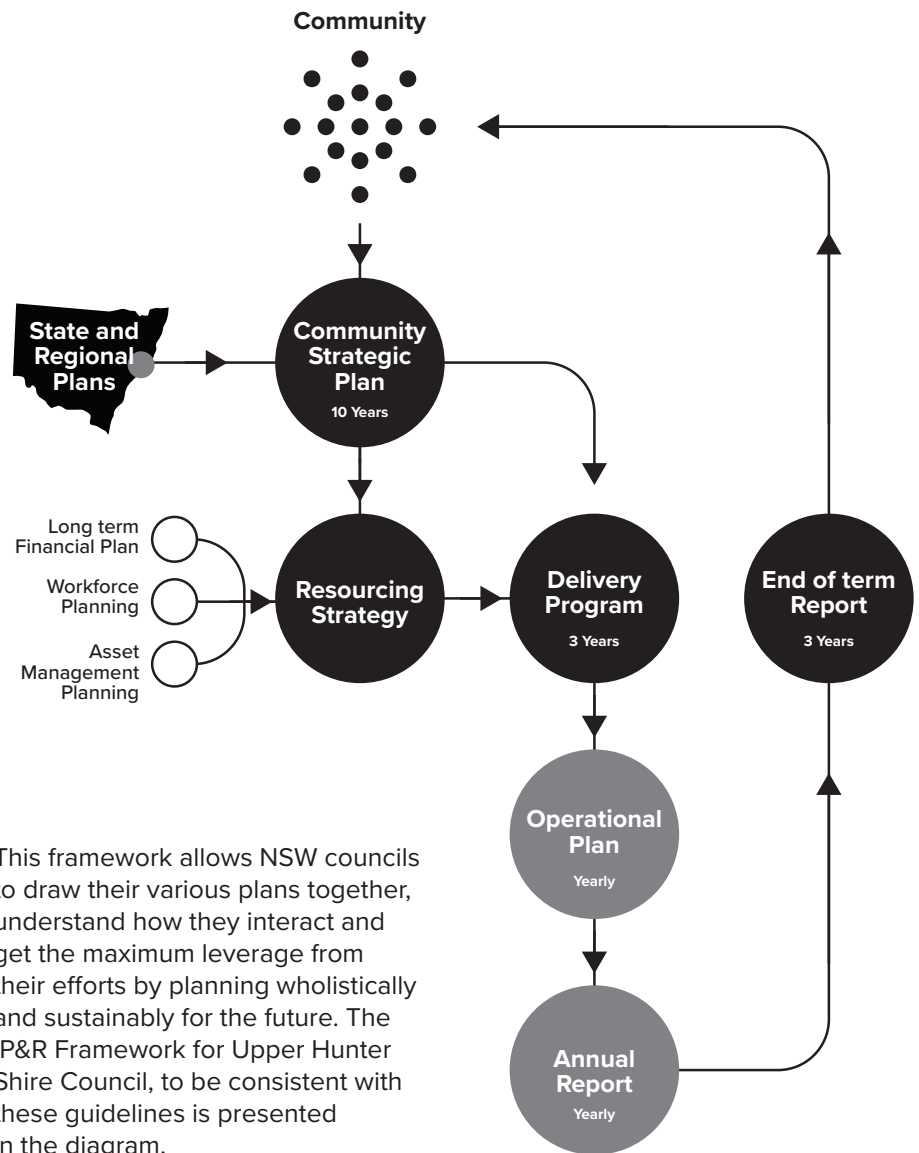 Community
State and
Regional
Plans
Community
Strategic
Plan
10 Years
Long term
Financial Plan
Workforce
Planning
Asset
Management
Planning
Resourcing
Strategy
Delivery
Program
3 Years
End of term
Report
3 Years
Operational
Plan
Yearly
Annual
Report
Yearly
This framework allows NSW councils
to draw their various plans together,
understand how they interact and
get the maximum leverage from
their efforts by planning wholistically
and sustainably for the future. The
P&R Framework for Upper Hunter
Shire Council, to be consistent with
these guidelines is presented
in the diagram.